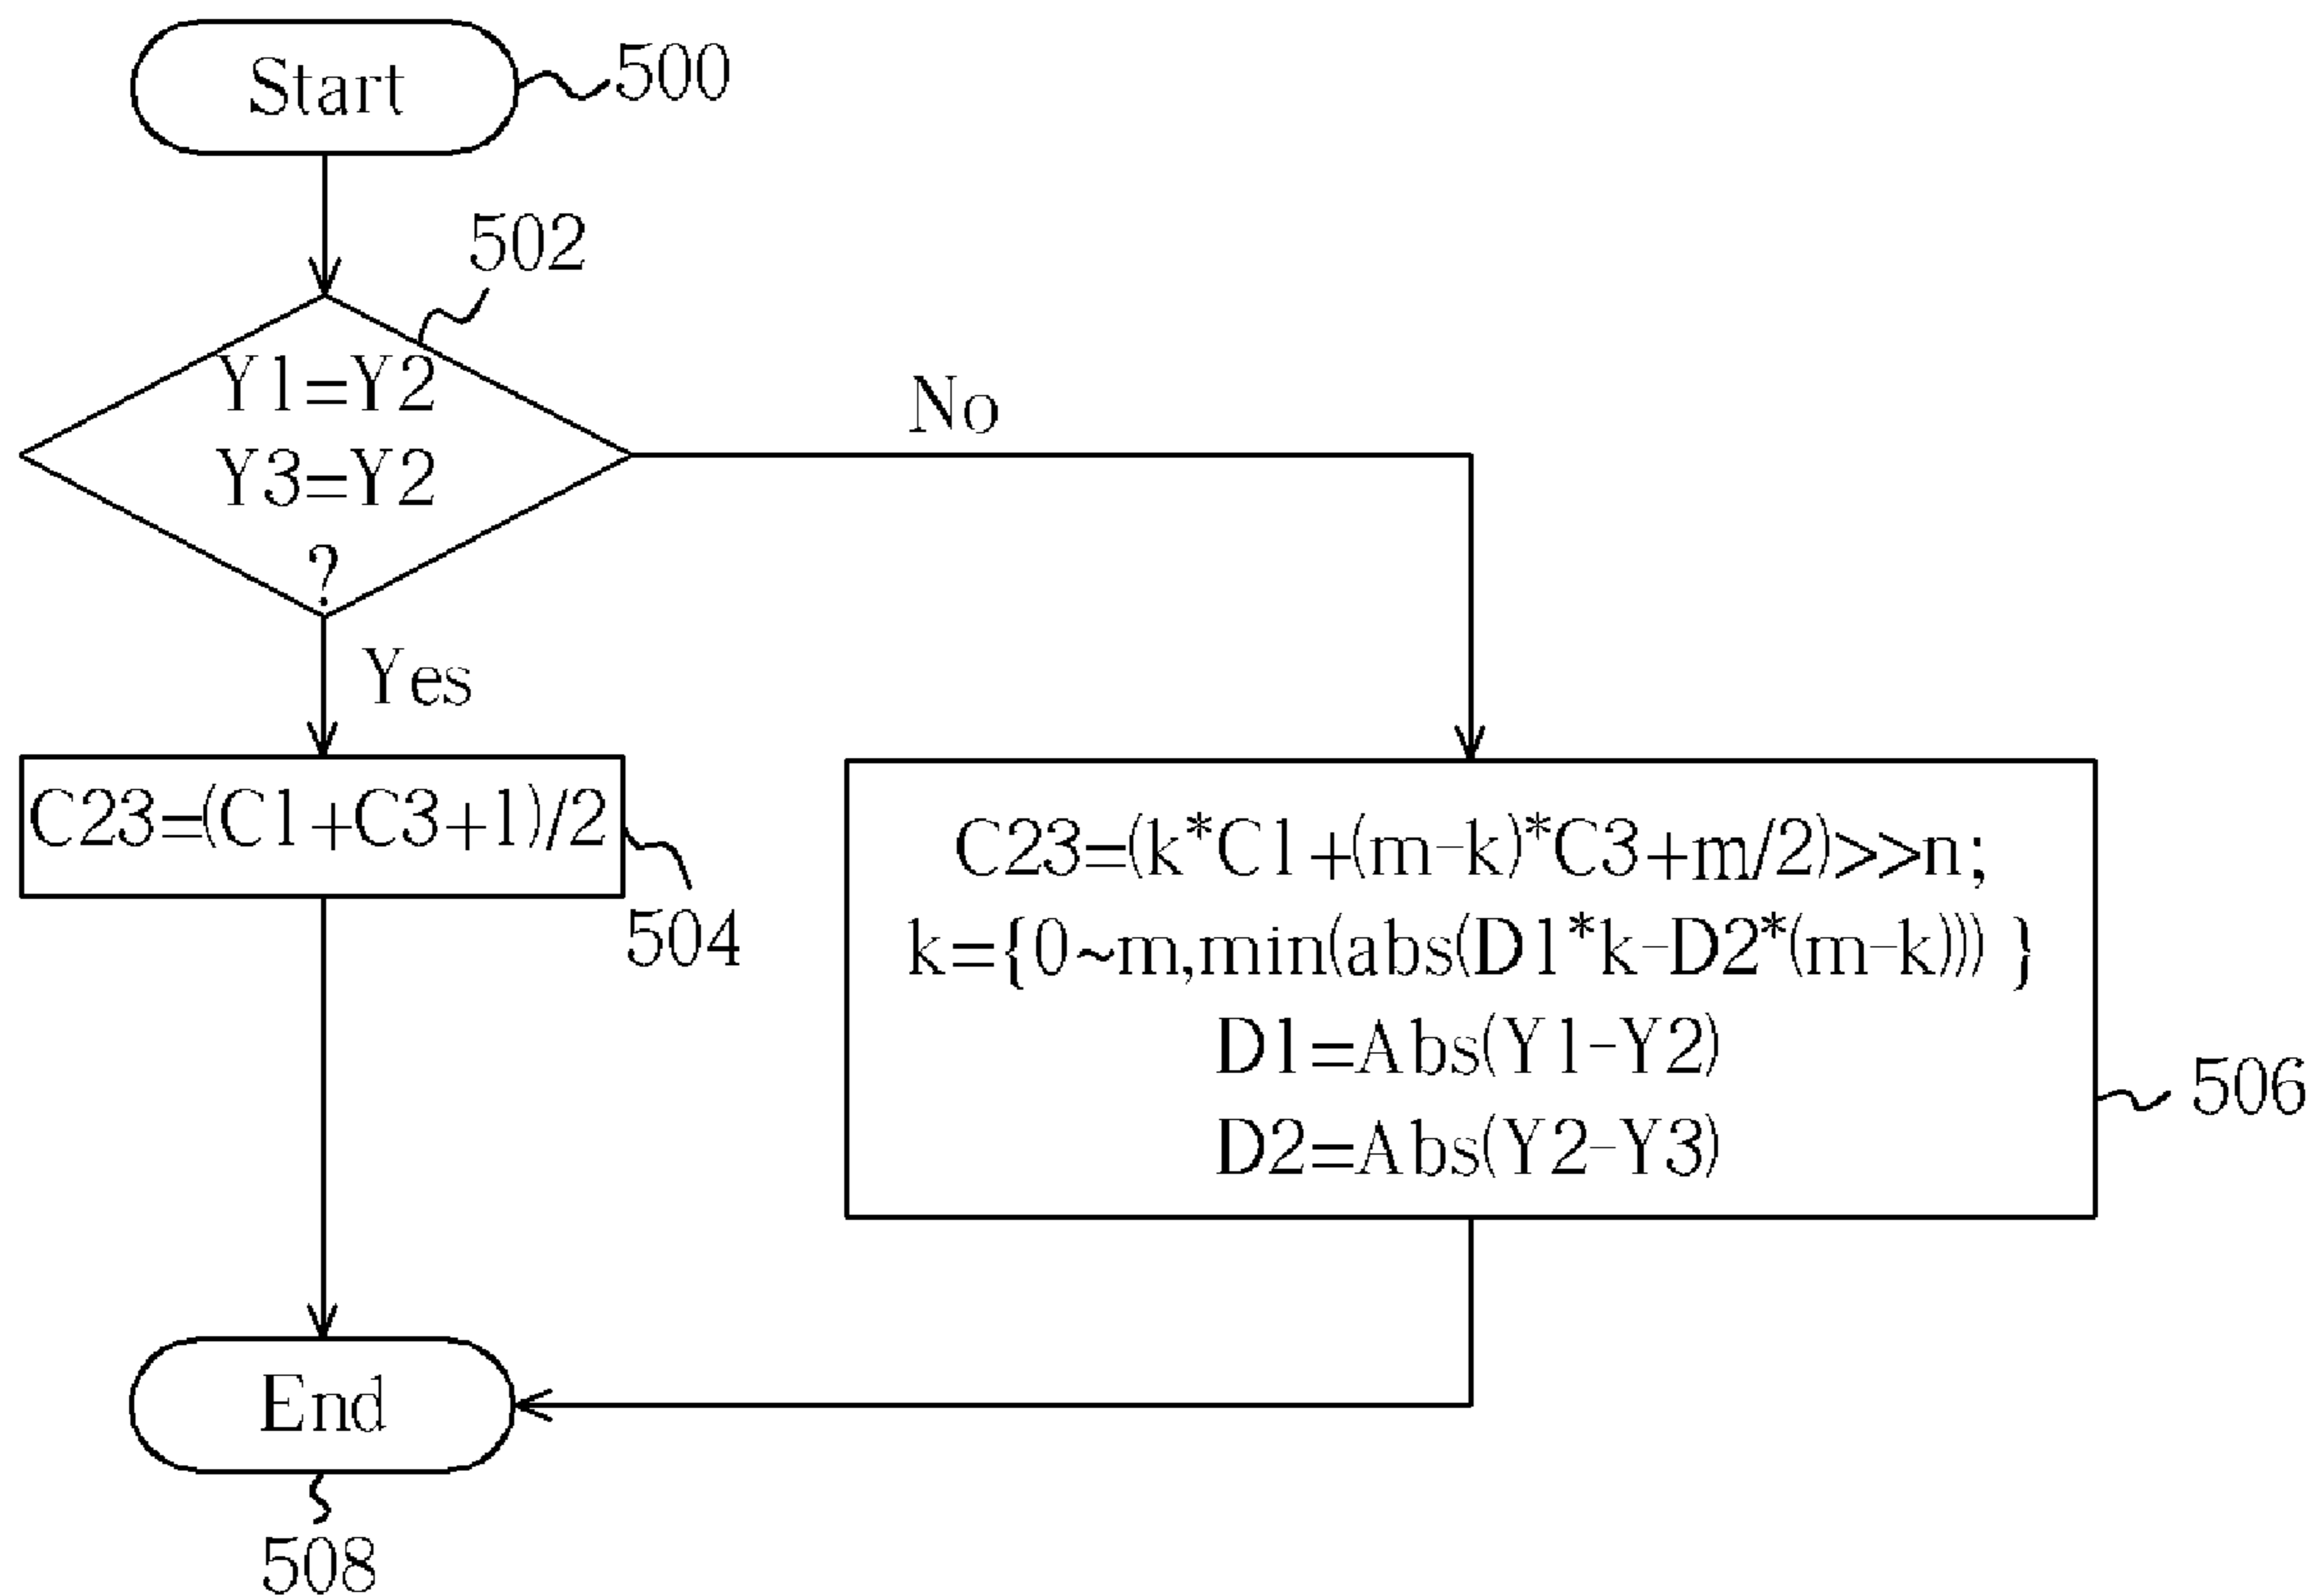 Start
500
502
Y1=Y2
Y3=Y2
?
No
Yes
C23=(C1+C3+1)/2
504
C23=(k*C1+(m-k)*C3+m/2)>>n;
k={0~m,min(abs(D1*k-D2*(m-k))) }
D1=Abs(Y1-Y2)
D2=Abs(Y2-Y3)
506
End
508